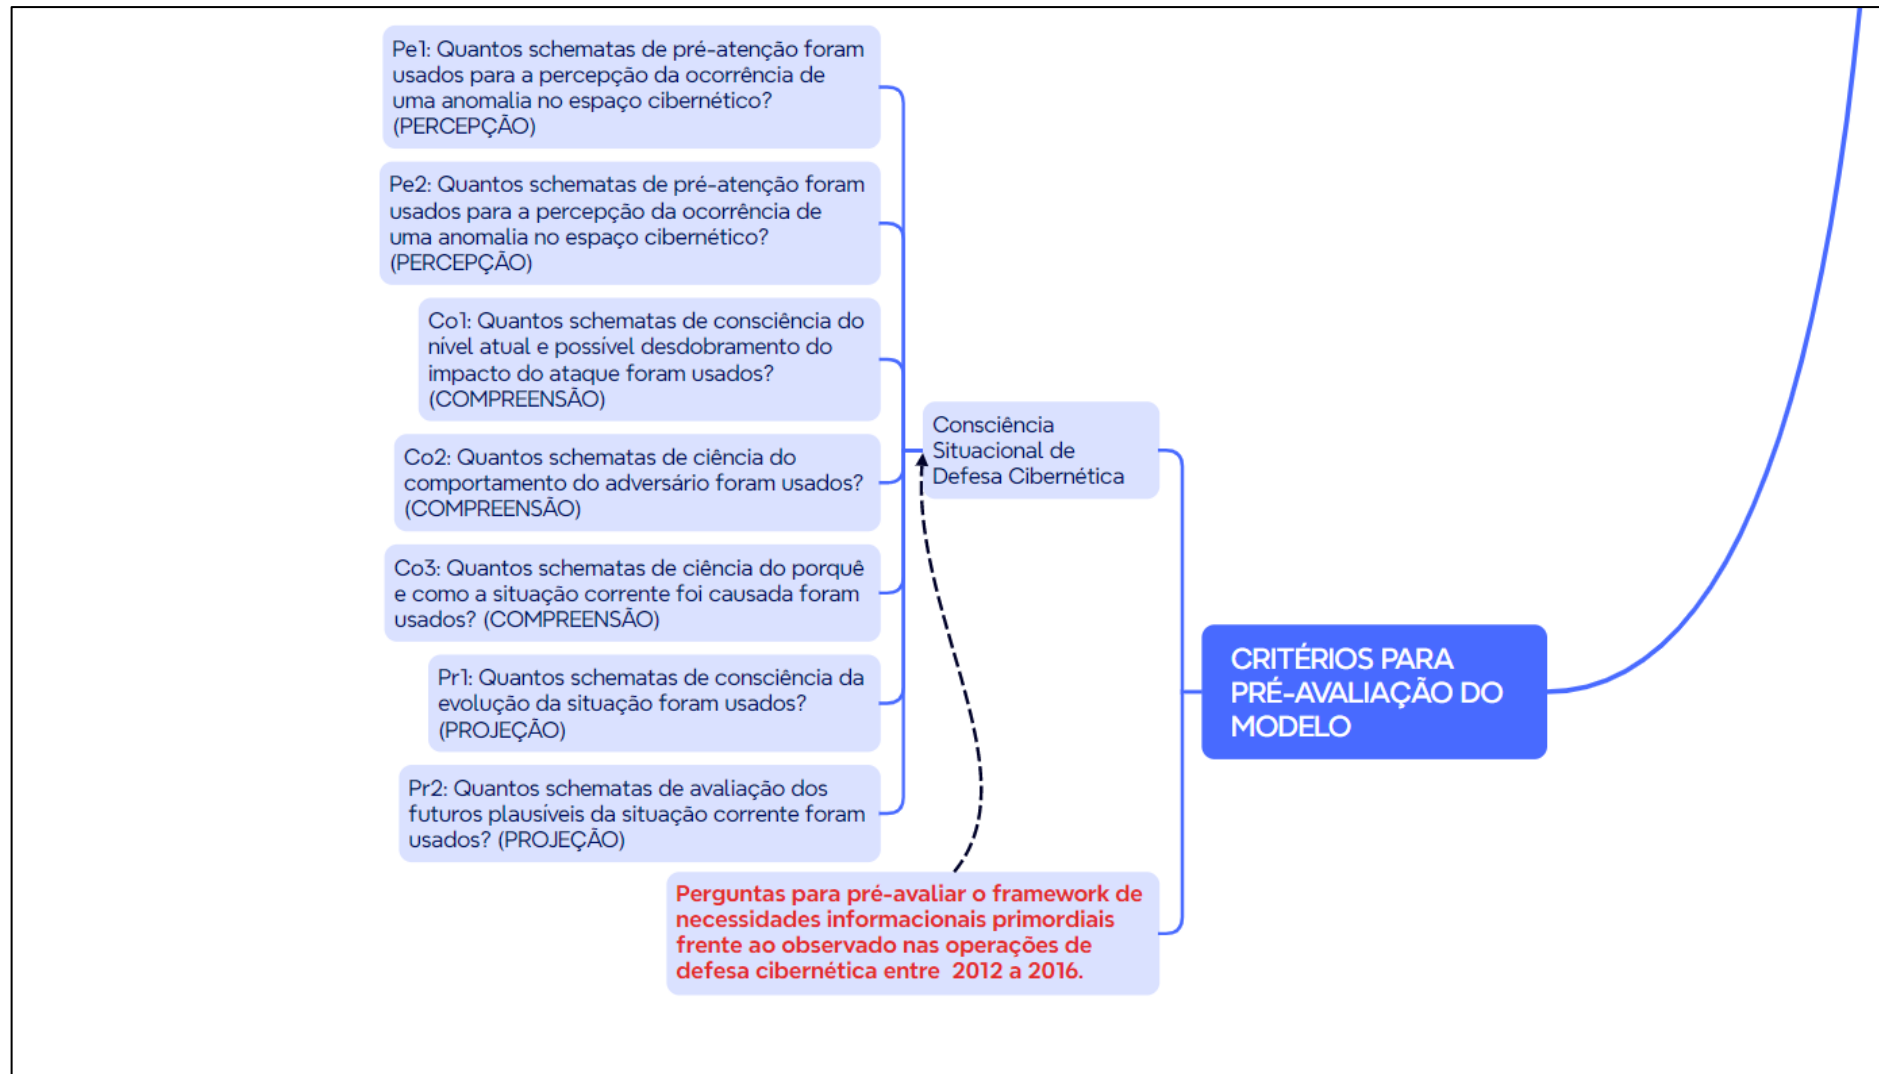 Pe1: Quantos schematas de pré-atenção foram
usados para a percepção da ocorrência de
uma anomalia no espaço cibernético?
(PERCEPÇÃO)
Pe2: Quantos schematas de pré-atenção foram
usados para a percepção da ocorrência de
uma anomalia no espaço cibernético?
(PERCEPÇÃO)
Co1: Quantos schematas de consciência do
nível atual e possível desdobramento do
impacto do ataque foram usados?
(COMPREENSÃO)
Co2: Quantos schematas de ciência do
comportamento do adversário foram usados?
(COMPREENSÃO)
Co3: Quantos schematas de ciência do porquê
e como a situação corrente foi causada foram
usados? (COMPREENSÃO)
Pr1: Quantos schematas de consciência da
evolução da situação foram usados?
(PROJEÇÃO)
Pr2: Quantos schematas de avaliação dos
futuros plausíveis da situação corrente foram
usados? (PROJEÇÃO)
Consciência
Situacional de
Defesa Cibernética
Perguntas para pré-avaliar o framework de
necessidades informacionais primordiais
frente ao observado nas operações de
defesa cibernética entre  2012 a 2016.
CRITÉRIOS PARA
PRÉ-AVALIAÇÃO DO
MODELO